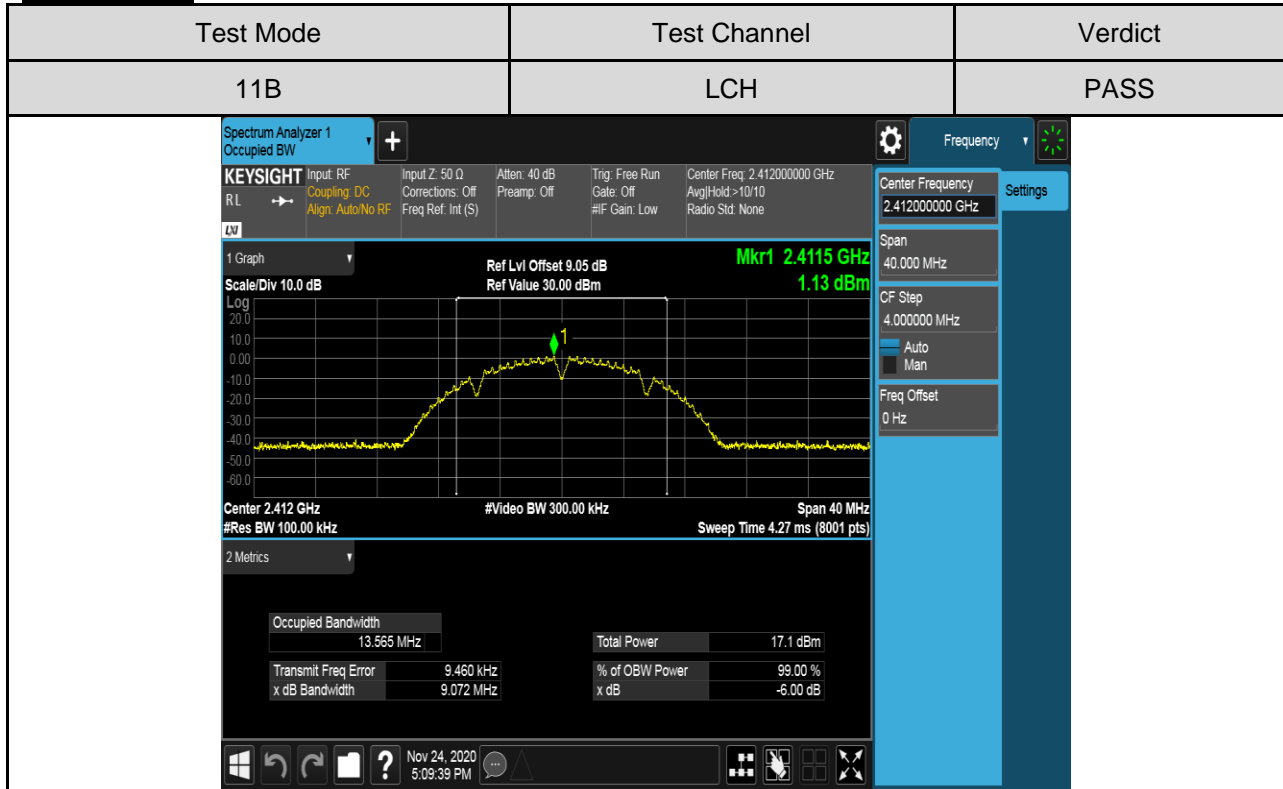 Test Mode Test Channel Verdict
11B LCH PASS
Spectrum Analyzer 1
Occupied BW
+
Frequency
KEYSIGHT
RL
LXI
Input: RF
Coupling: DC
Align: Auto/No RF
Input Z: 50 Ω
Corrections: Off
Freq Ref: Int (S)
Atten: 40 dB
Preamp: Off
Trig: Free Run
Gate: Off
#IF Gain: Low
Center Freq: 2.412000000 GHz
Avg|Hold:>10/10
Radio Std: None
Center Frequency
2.412000000 GHz
Settings
Span
40.000 MHz
CF Step
4.000000 MHz
Auto
Man
Freq Offset
0 Hz
1 Graph
Ref Lvl Offset 9.05 dB
Mkr1 2.4115 GHz
Scale/Div 10.0 dB
Ref Value 30.00 dBm
1.13 dBm
Log
20.0
10.0
0.00
-10.0
-20.0
-30.0
-40.0
-50.0
-60.0
1
Center 2.412 GHz
#Video BW 300.00 kHz
Span 40 MHz
#Res BW 100.00 kHz
Sweep Time 4.27 ms (8001 pts)
2 Metrics
Occupied Bandwidth
13.565 MHz
Total Power 17.1 dBm
Transmit Freq Error 9.460 kHz
% of OBW Power 99.00 %
x dB Bandwidth 9.072 MHz
x dB -6.00 dB
?
Nov 24, 2020
5:09:39 PM